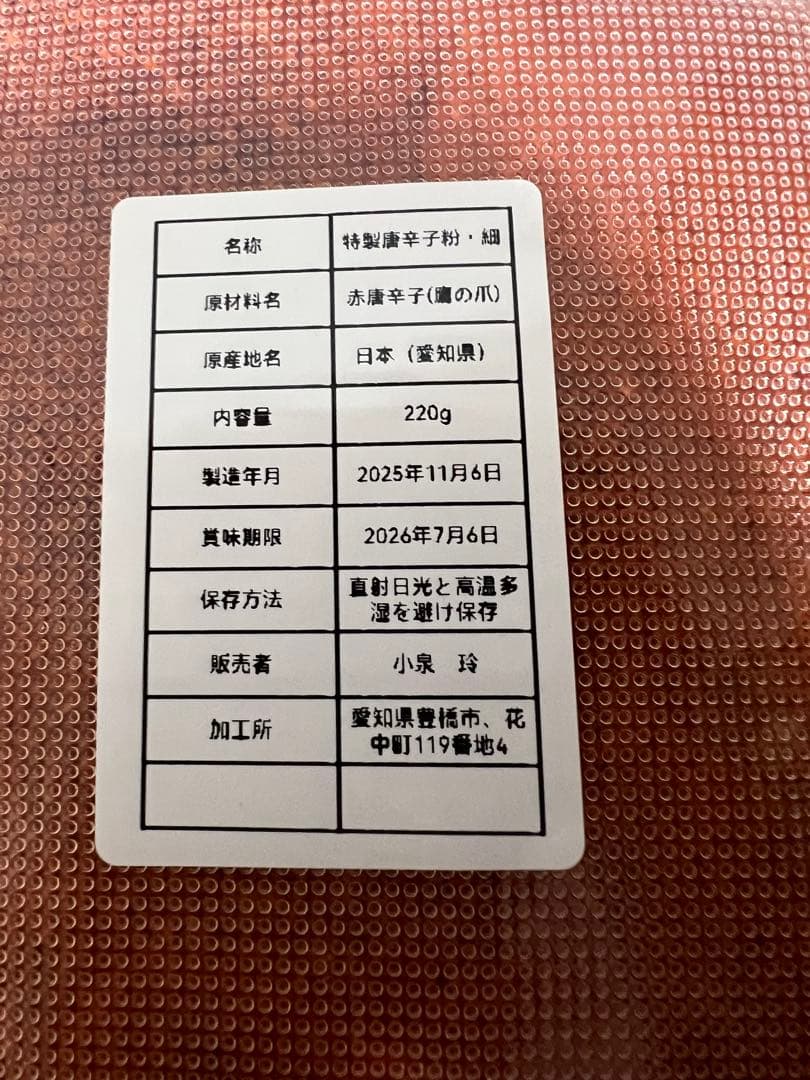 名称
特製唐辛子粉・細
原材料名
赤唐辛子(鷹の爪)
原産地名
日本（愛知県）
内容量
220g
製造年月
2025年11月6日
賞味期限
2026年7月6日
保存方法
直射日光と高温多
湿を避け保存
販売者
小泉　玲
加工所
愛知県豊橋市、花
中町119番地4